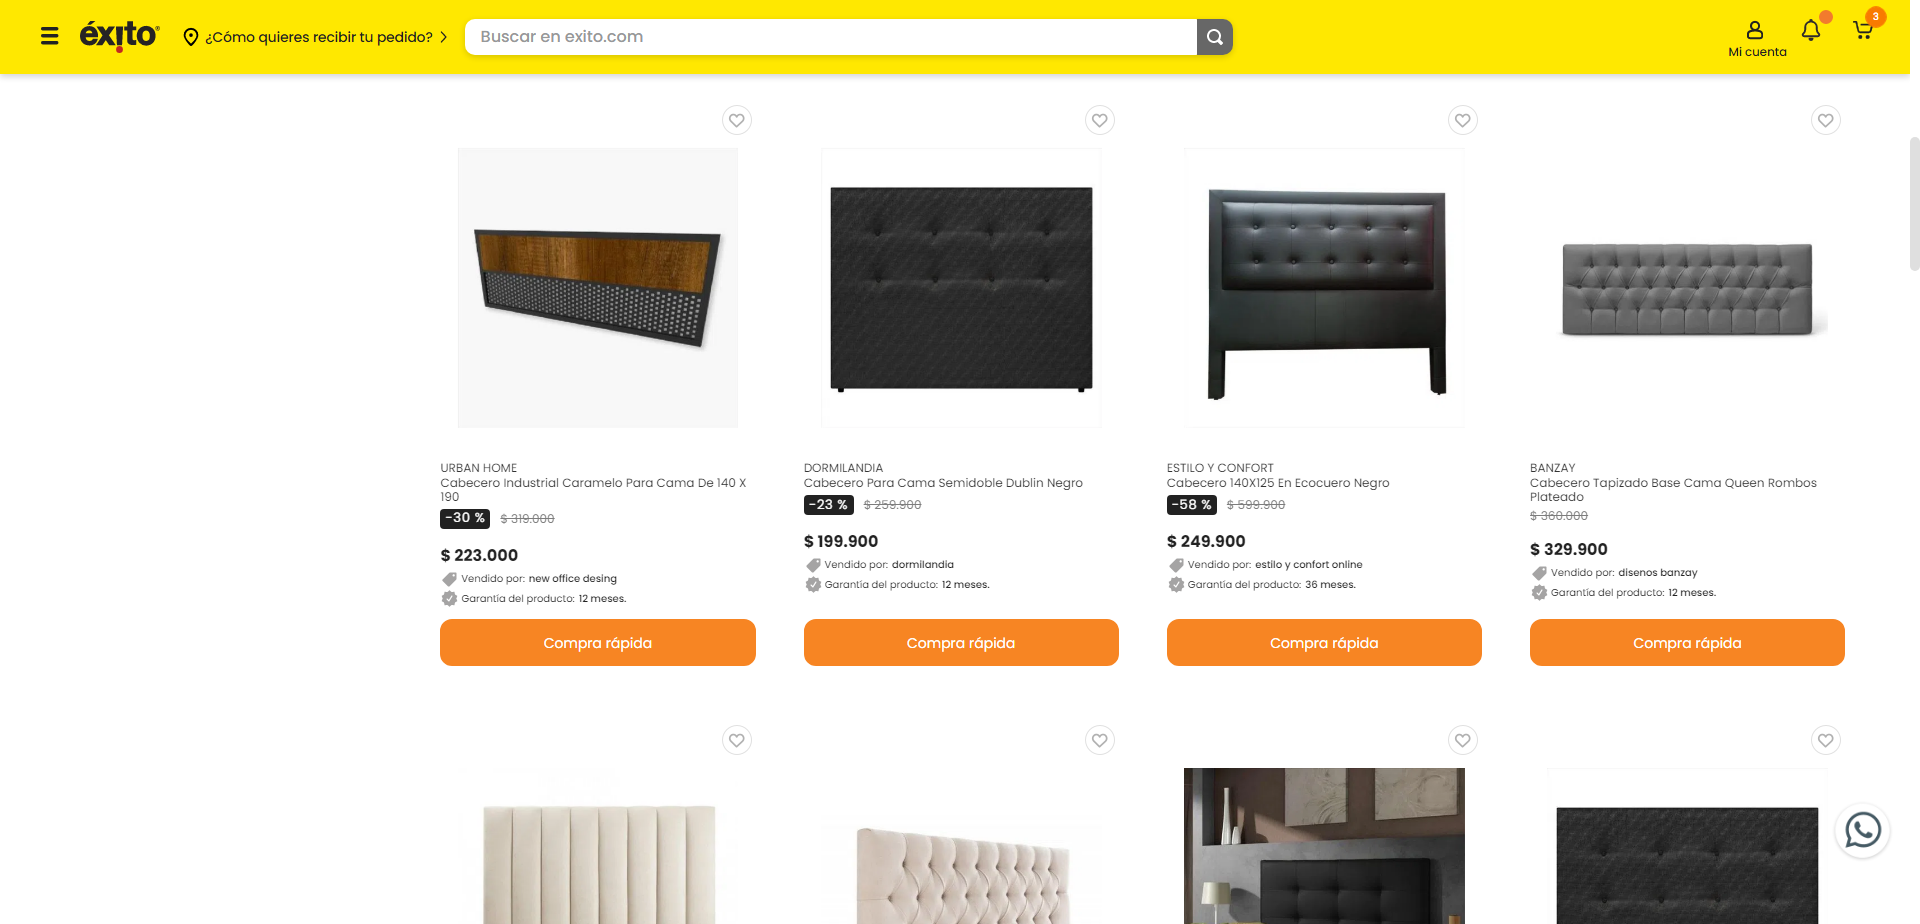 éxito
¿Cómo quieres recibir tu pedido?
Buscar en exito.com
Mi cuenta
3
URBAN HOME
Cabecero Industrial Caramelo Para Cama De 140 X
190
-30 % $ 319.000
$ 223.000
Vendido por: new office desing
Garantía del producto: 12 meses.
Compra rápida
DORMILANDIA
Cabecero Para Cama Semidoble Dublin Negro
-23 % $ 259.900
$ 199.900
Vendido por: dormilandia
Garantía del producto: 12 meses.
Compra rápida
ESTILO Y CONFORT
Cabecero 140X125 En Ecocuero Negro
-58 % $ 599.900
$ 249.900
Vendido por: estilo y confort online
Garantía del producto: 36 meses.
Compra rápida
BANZAY
Cabecero Tapizado Base Cama Queen Rombos
Plateado
$ 360.000
$ 329.900
Vendido por: disenos banzay
Garantía del producto: 12 meses.
Compra rápida